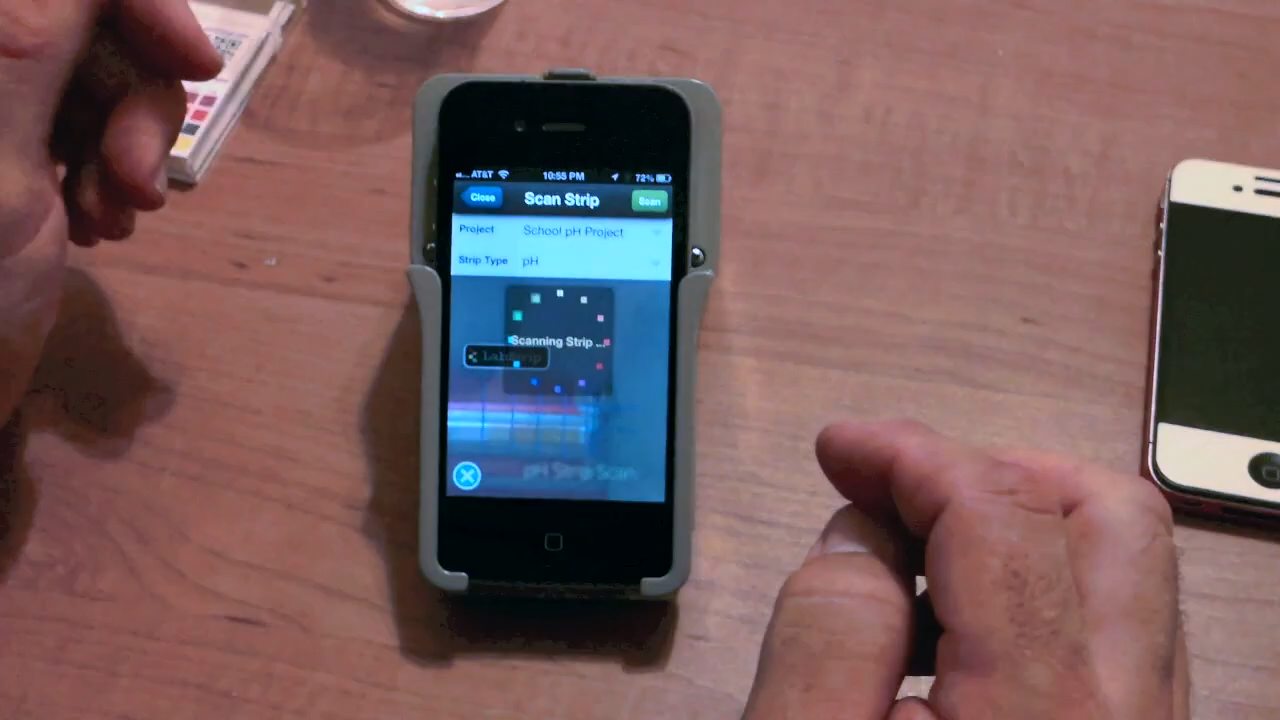 AT&T 10:55 PM 72%
Close Scan Strip Scan
Project School pH Project
Strip Type pH
Scanning Strip ...
LabStrip
pH Strip Scan